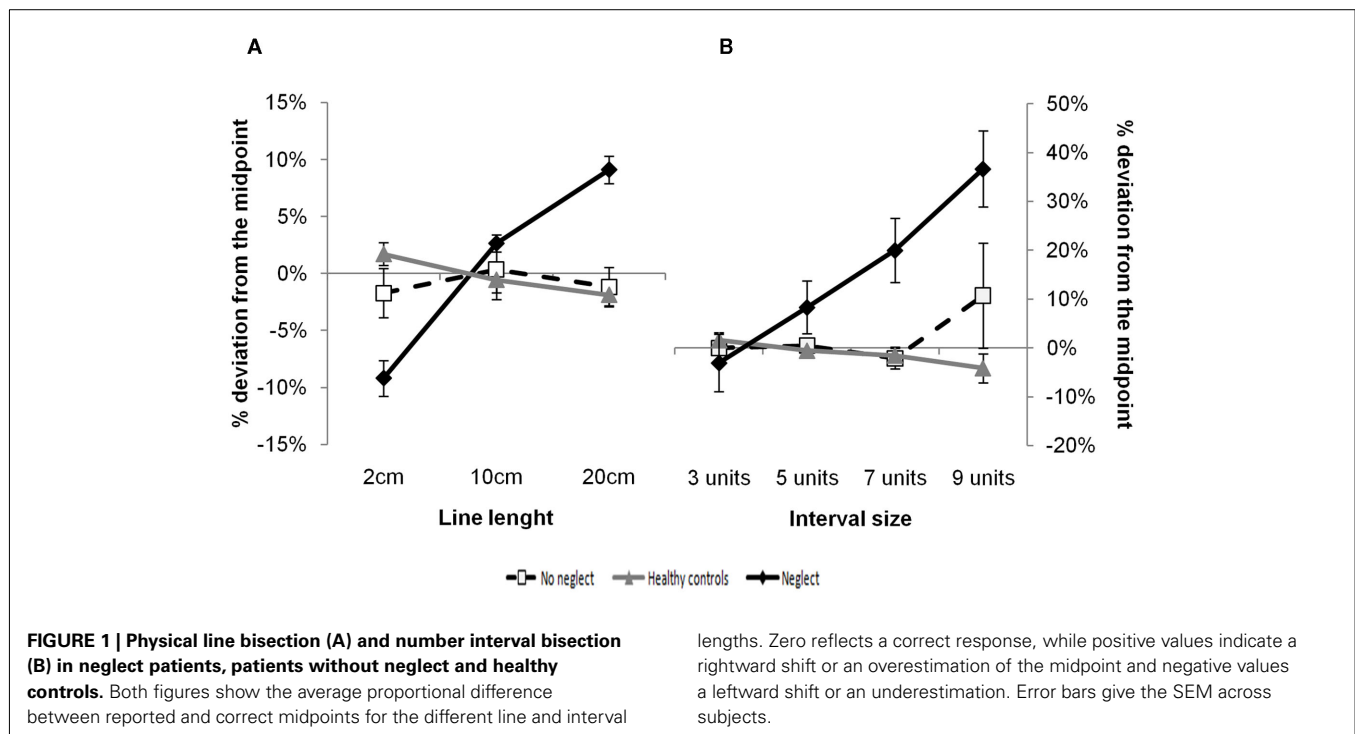 A
B
15%
10%
5%
0%
-5%
-10%
-15%
% deviation from the midpoint
2cm 10cm 20cm
Line lenght
50%
40%
30%
20%
10%
0%
-10%
-20%
% deviation from the midpoint
3 units 5 units 7 units 9 units
Interval size
No neglect Healthy controls Neglect
FIGURE 1 | Physical line bisection (A) and number interval bisection
(B) in neglect patients, patients without neglect and healthy
controls. Both figures show the average proportional difference
between reported and correct midpoints for the different line and interval
lengths. Zero reflects a correct response, while positive values indicate a
rightward shift or an overestimation of the midpoint and negative values
a leftward shift or an underestimation. Error bars give the SEM across
subjects.